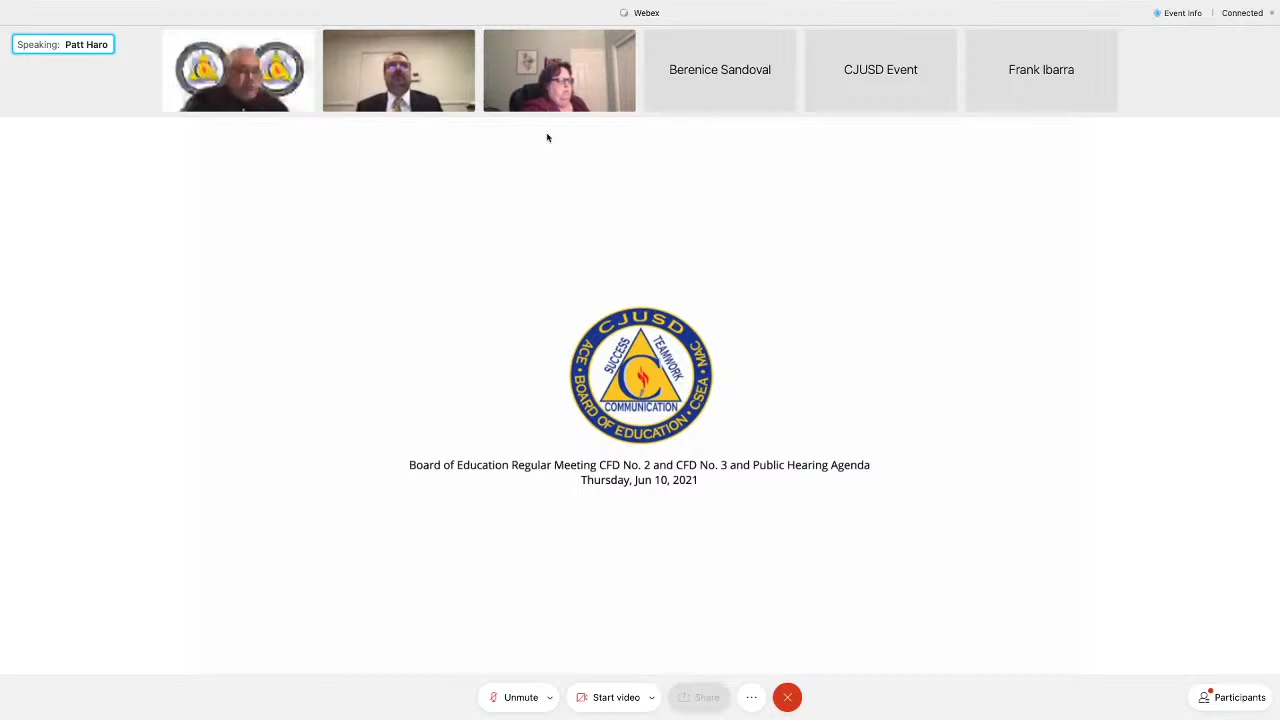 Webex
Event Info
Connected
Speaking: Patt Haro
Berenice Sandoval
CJUSD Event
Frank Ibarra
CJUSD
ACE • BOARD OF EDUCATION • CSEA • MAC
SUCCESS
TEAMWORK
C
COMMUNICATION
Board of Education Regular Meeting CFD No. 2 and CFD No. 3 and Public Hearing Agenda
Thursday, Jun 10, 2021
Unmute
Start video
Share
Participants